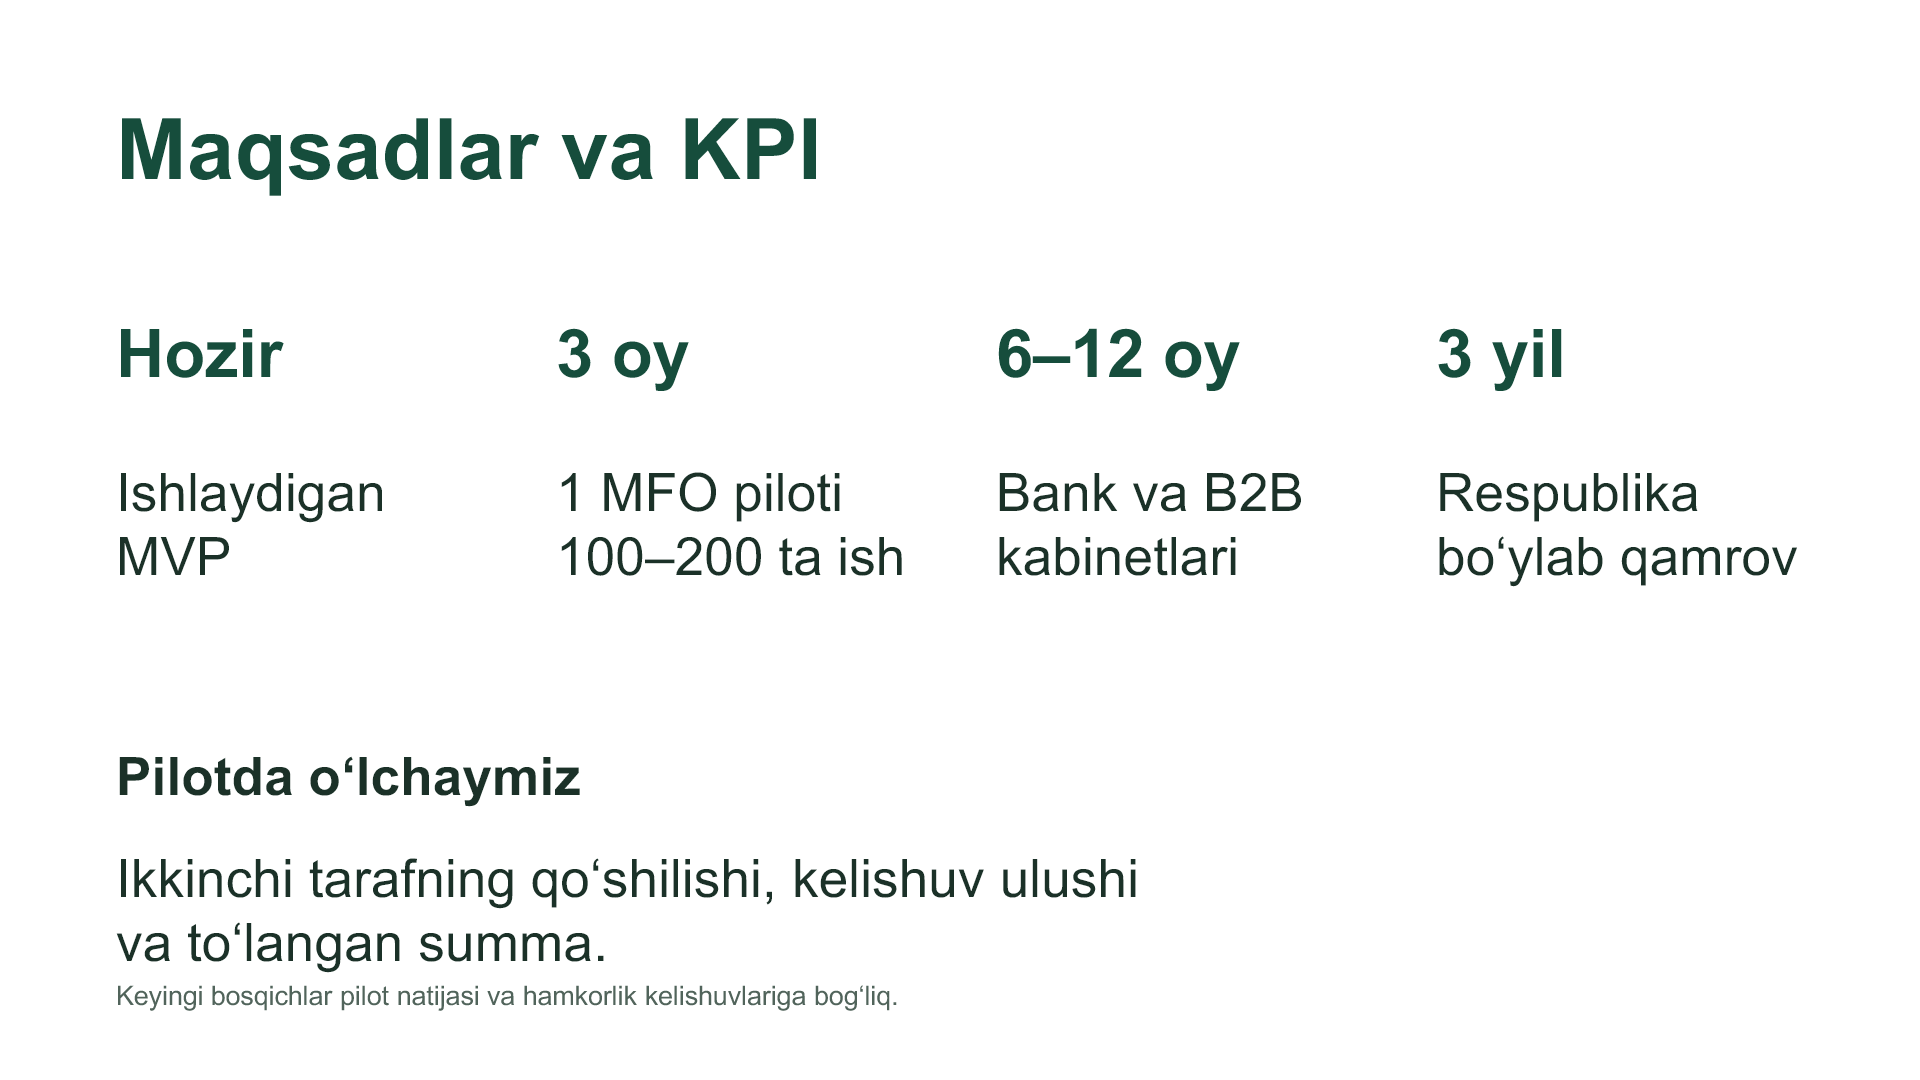 Maqsadlar va KPI
Hozir
Ishlaydigan
MVP
3 oy
1 MFO piloti
100–200 ta ish
6–12 oy
Bank va B2B
kabinetlari
3 yil
Respublika
bo‘ylab qamrov
Pilotda o‘lchaymiz
Ikkinchi tarafning qo‘shilishi, kelishuv ulushi
va to‘langan summa.
Keyingi bosqichlar pilot natijasi va hamkorlik kelishuvlariga bog‘liq.